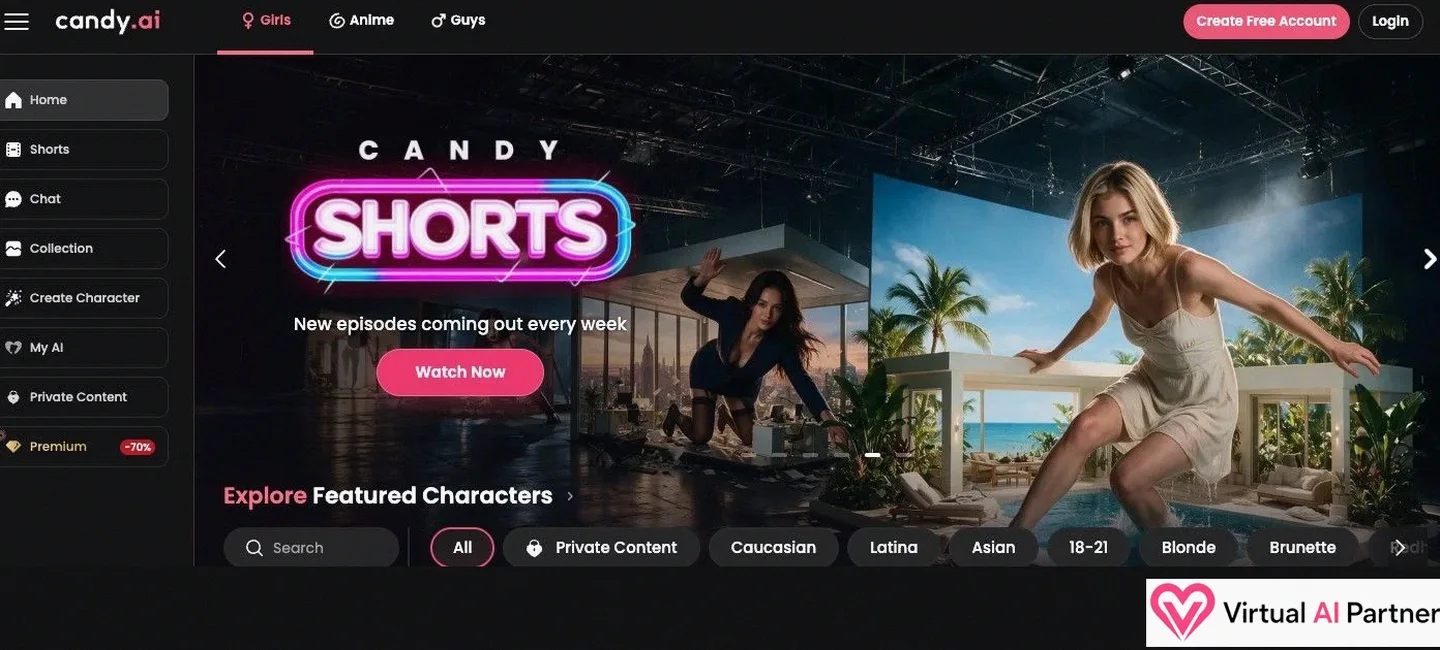 candy.ai
Girls
Anime
Guys
Create Free Account
Login
Home
Shorts
Chat
Collection
Create Character
My AI
Private Content
Premium -70%
CANDY
SHORTS
New episodes coming out every week
Watch Now
Explore Featured Characters
Search
All
Private Content
Caucasian
Latina
Asian
18-21
Blonde
Brunette
Virtual AI Partner